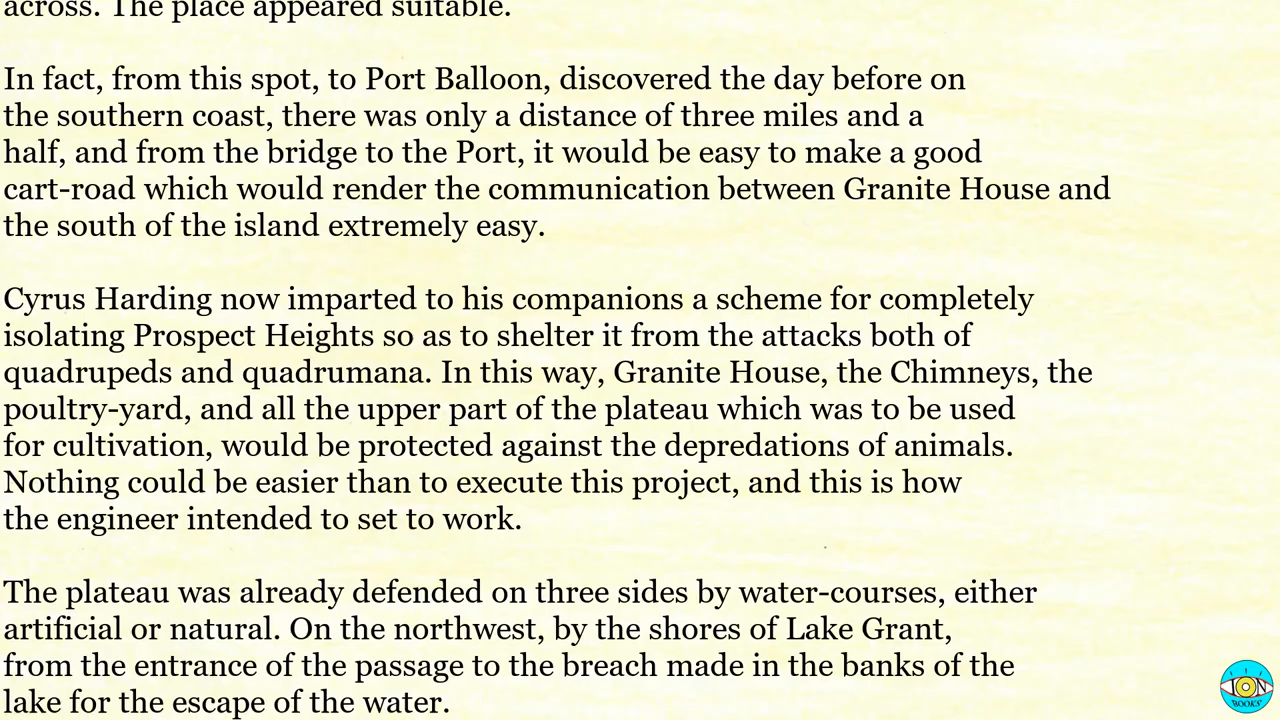 across. The place appeared suitable.
In fact, from this spot, to Port Balloon, discovered the day before on
the southern coast, there was only a distance of three miles and a
half, and from the bridge to the Port, it would be easy to make a good
cart-road which would render the communication between Granite House and
the south of the island extremely easy.
Cyrus Harding now imparted to his companions a scheme for completely
isolating Prospect Heights so as to shelter it from the attacks both of
quadrupeds and quadrumana. In this way, Granite House, the Chimneys, the
poultry-yard, and all the upper part of the plateau which was to be used
for cultivation, would be protected against the depredations of animals.
Nothing could be easier than to execute this project, and this is how
the engineer intended to set to work.
The plateau was already defended on three sides by water-courses, either
artificial or natural. On the northwest, by the shores of Lake Grant,
from the entrance of the passage to the breach made in the banks of the
lake for the escape of the water.
ION
BOOKS